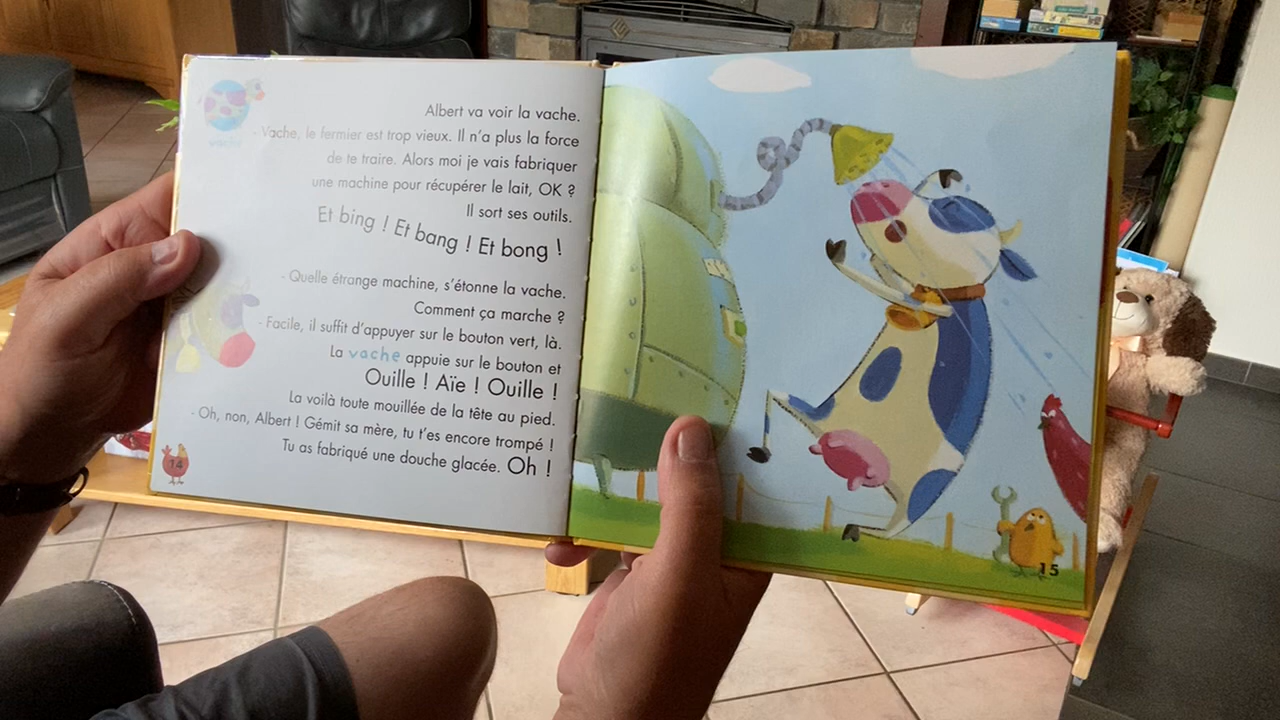 vache
Albert va voir la vache.
- Vache, le fermier est trop vieux. Il n'a plus la force
de te traire. Alors moi je vais fabriquer
une machine pour récupérer le lait, OK ?
Il sort ses outils.
Et bing ! Et bang ! Et bong !
- Quelle étrange machine, s'étonne la vache.
Comment ça marche ?
- Facile, il suffit d'appuyer sur le bouton vert, là.
La vache appuie sur le bouton et
Ouille ! Aïe ! Ouille !
La voilà toute mouillée de la tête au pied.
- Oh, non, Albert ! Gémit sa mère, tu t'es encore trompé !
Tu as fabriqué une douche glacée. Oh !
14
15